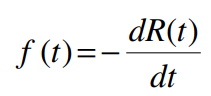 f (t) = − dR(t) / dt